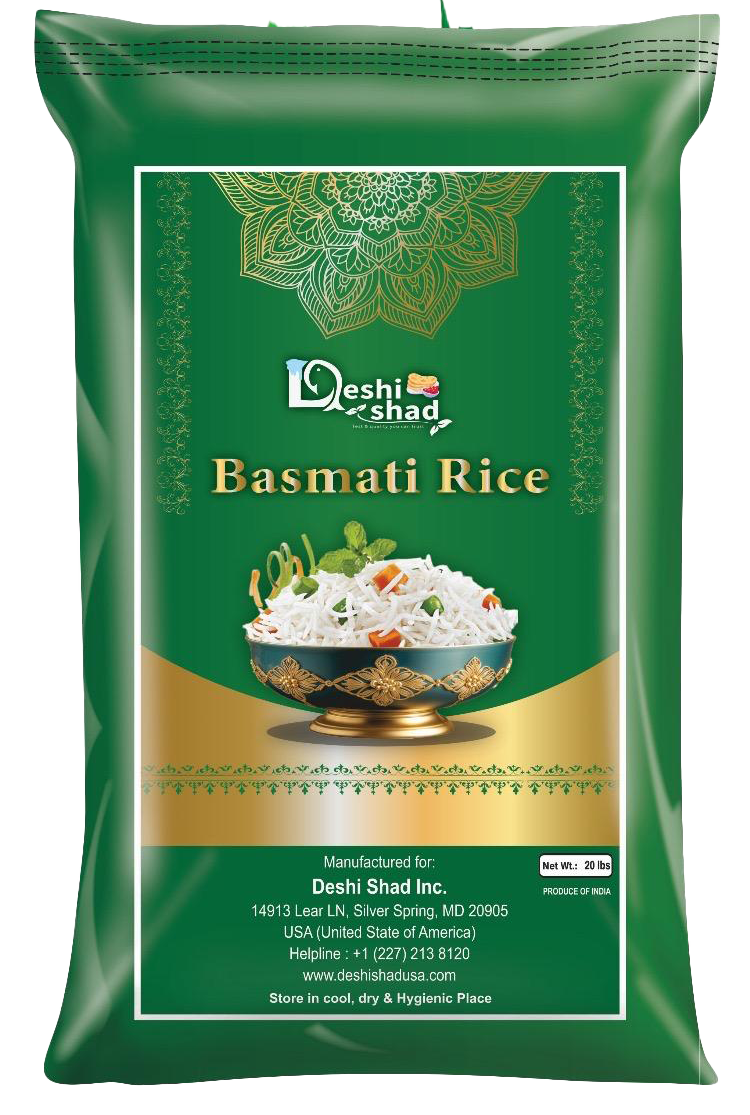 Deshi
shad
Basmati Rice
Manufactured for:
Deshi Shad Inc.
14913 Lear LN, Silver Spring, MD 20905
USA (United State of America)
Helpline : +1 (227) 213 8120
www.deshishadusa.com
Store in cool, dry & Hygienic Place
Net Wt.: 20 lbs
PRODUCE OF INDIA